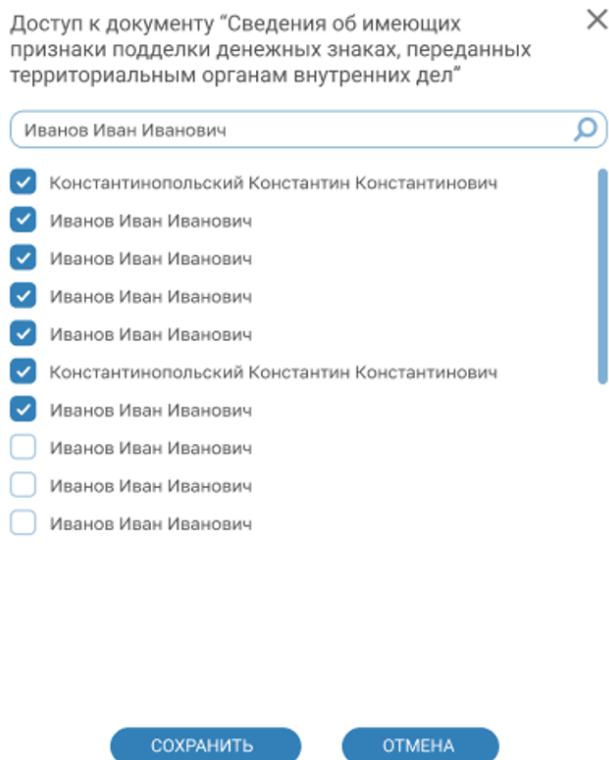 Доступ к документу “Сведения об имеющих
признаки подделки денежных знаках, переданных
территориальным органам внутренних дел”
Иванов Иван Иванович
Константинопольский Константин Константинович
Иванов Иван Иванович
Иванов Иван Иванович
Иванов Иван Иванович
Иванов Иван Иванович
Константинопольский Константин Константинович
Иванов Иван Иванович
Иванов Иван Иванович
Иванов Иван Иванович
Иванов Иван Иванович
СОХРАНИТЬ ОТМЕНА